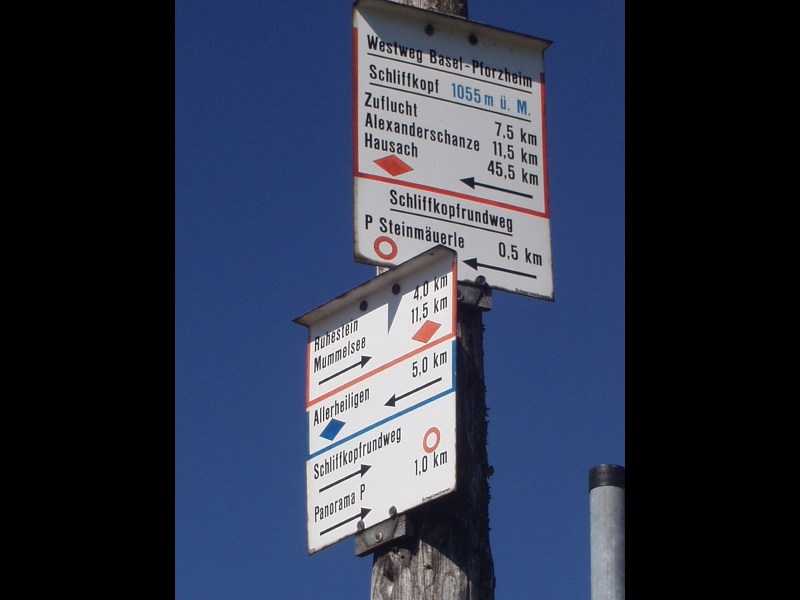 Westweg Basel-Pforzheim
Schliffkopf 1055 m ü. M.
Zuflucht 7,5 km
Alexanderschanze 11,5 km
Hausach 45,5 km
Schliffkopfrundweg
P Steinmäuerle 0,5 km
Ruhestein 4,0 km
Mummelsee 11,5 km
Allerheiligen 5,0 km
Schliffkopfrundweg
Panorama P 1,0 km